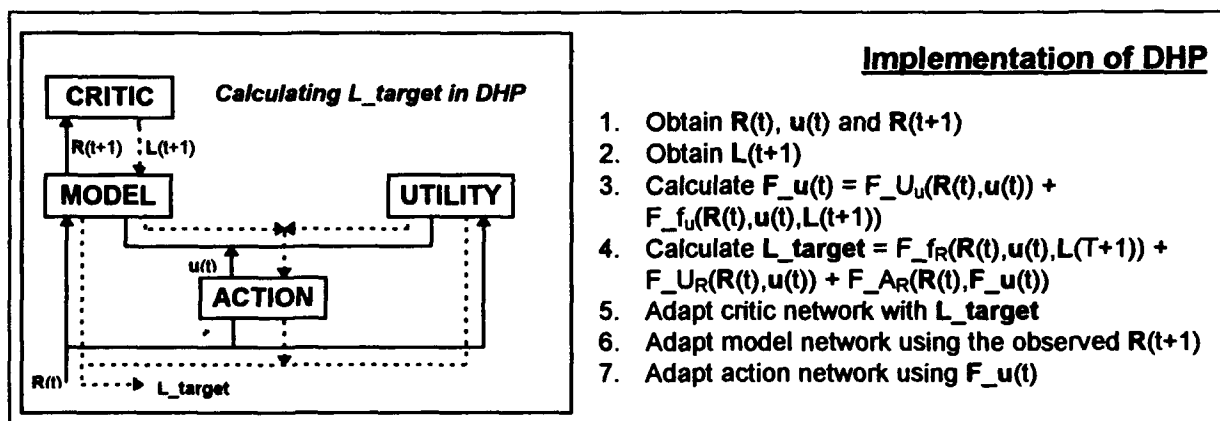 CRITIC
Calculating L_target in DHP
R(t+1)
L(t+1)
MODEL
UTILITY
u(t)
ACTION
R(t)
L_target
Implementation of DHP
1. Obtain R(t), u(t) and R(t+1)
2. Obtain L(t+1)
3. Calculate F_u(t) = F_Uu(R(t),u(t)) +
F_fu(R(t),u(t),L(t+1))
4. Calculate L_target = F_fR(R(t),u(t),L(T+1)) +
F_UR(R(t),u(t)) + F_AR(R(t),F_u(t))
5. Adapt critic network with L_target
6. Adapt model network using the observed R(t+1)
7. Adapt action network using F_u(t)